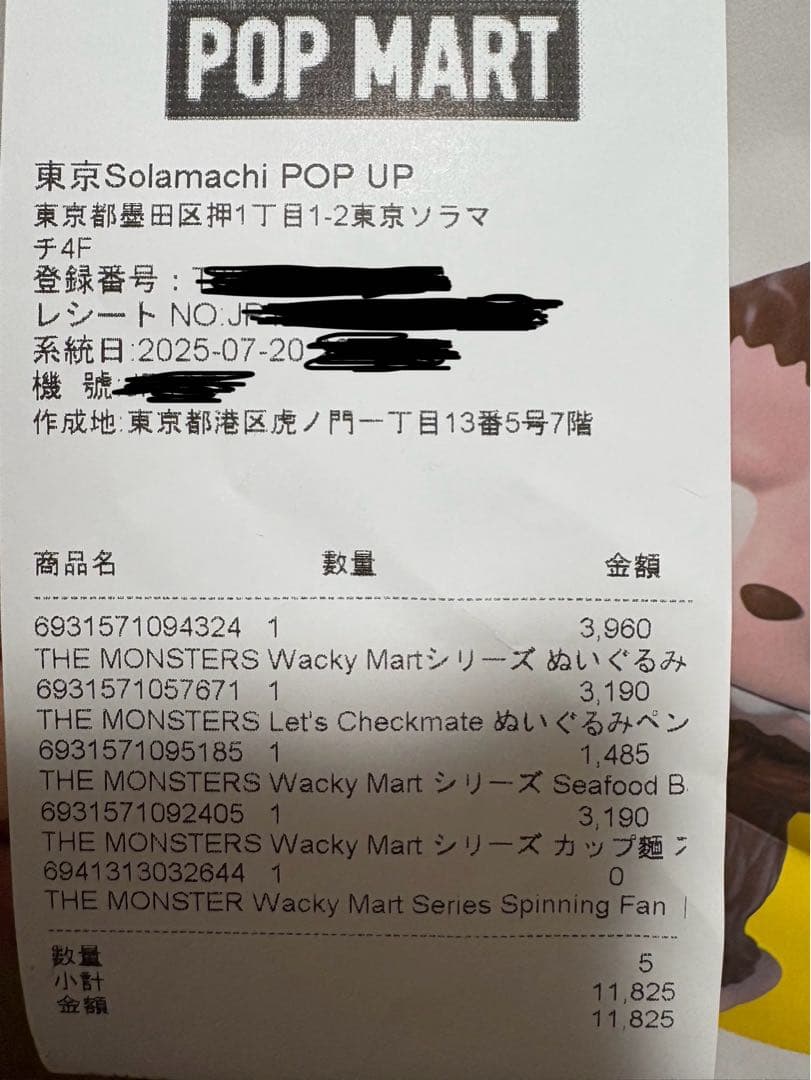 POP MART
東京Solamachi POP UP
東京都墨田区押1丁目1-2東京ソラマ
チ4F
登録番号:
レシート NO:JP
系統日:2025-07-20
機 號:
作成地:東京都港区虎ノ門一丁目13番5号7階
商品名 數量 金額
6931571094324 1 3,960
THE MONSTERS Wacky Martシリーズ ぬいぐるみ
6931571057671 1 3,190
THE MONSTERS Let's Checkmate ぬいぐるみペン
6931571095185 1 1,485
THE MONSTERS Wacky Mart シリーズ Seafood B
6931571092405 1 3,190
THE MONSTERS Wacky Mart シリーズ カップ麵
6941313032644 1 0
THE MONSTER Wacky Mart Series Spinning Fan
數量 5
小計 11,825
金額 11,825